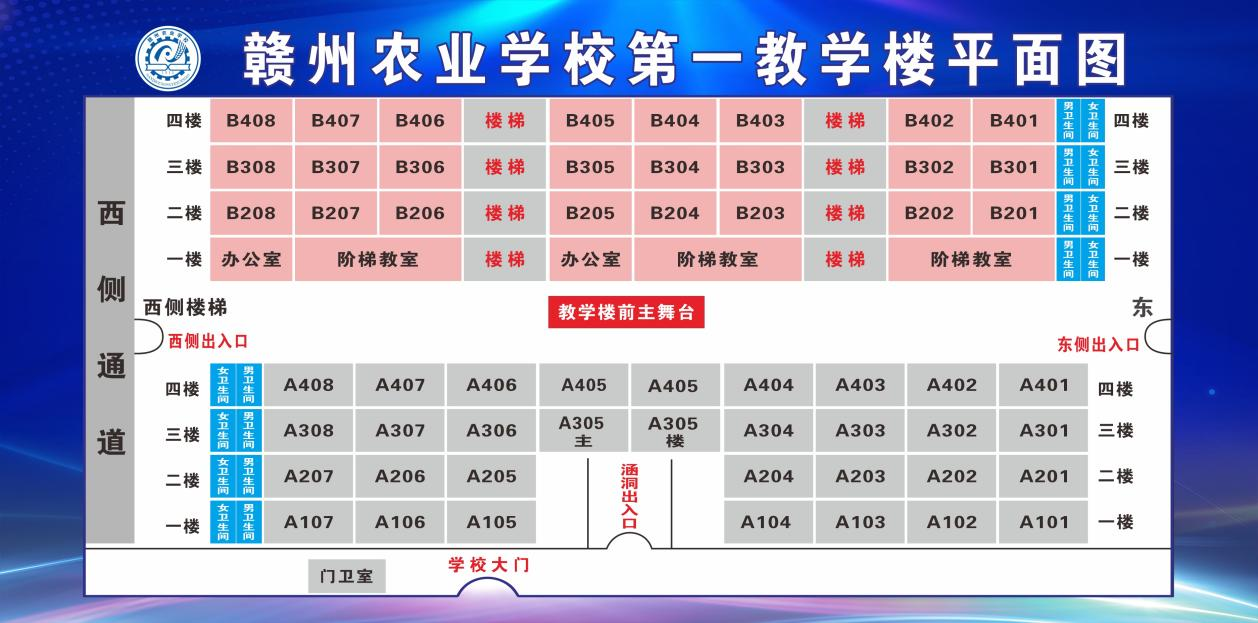 赣州农业学校第一教学楼平面图
西侧通道
四楼 B408 B407 B406 楼梯 B405 B404 B403 楼梯 B402 B401 男卫生间 女卫生间 四楼
三楼 B308 B307 B306 楼梯 B305 B304 B303 楼梯 B302 B301 男卫生间 女卫生间 三楼
二楼 B208 B207 B206 楼梯 B205 B204 B203 楼梯 B202 B201 男卫生间 女卫生间 二楼
一楼 办公室 阶梯教室 楼梯 办公室 阶梯教室 楼梯 阶梯教室 男卫生间 女卫生间 一楼
西侧楼梯 教学楼前主舞台 东
西侧出入口 东侧出入口
四楼 女卫生间 男卫生间 A408 A407 A406 A405 A405 A404 A403 A402 A401 四楼
三楼 女卫生间 男卫生间 A308 A307 A306 A305主 A305楼 A304 A303 A302 A301 三楼
二楼 女卫生间 男卫生间 A207 A206 A205 A204 A203 A202 A201 二楼
涵洞出入口
一楼 女卫生间 男卫生间 A107 A106 A105 A104 A103 A102 A101 一楼
学校大门
门卫室